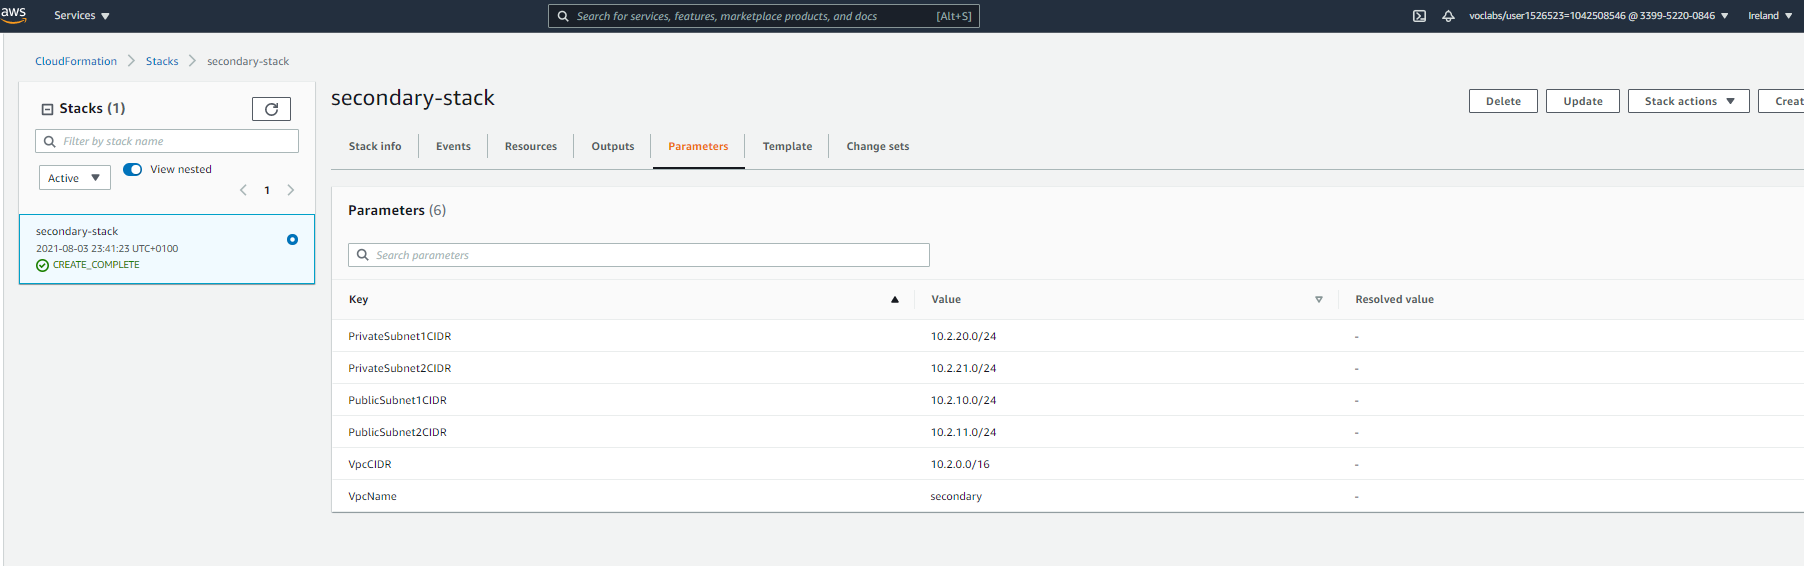 aws Services Search for services, features, marketplace products, and docs [Alt+S] voclabs/user1526523=1042508546 @ 3399-5220-0846 Ireland
CloudFormation Stacks secondary-stack
Stacks (1)
Filter by stack name
Active View nested
1
secondary-stack
2021-08-03 23:41:23 UTC+0100
CREATE_COMPLETE
secondary-stack
Delete Update Stack actions Creat
Stack info Events Resources Outputs Parameters Template Change sets
Parameters (6)
Search parameters
Key Value Resolved value
PrivateSubnet1CIDR 10.2.20.0/24 -
PrivateSubnet2CIDR 10.2.21.0/24 -
PublicSubnet1CIDR 10.2.10.0/24 -
PublicSubnet2CIDR 10.2.11.0/24 -
VpcCIDR 10.2.0.0/16 -
VpcName secondary -